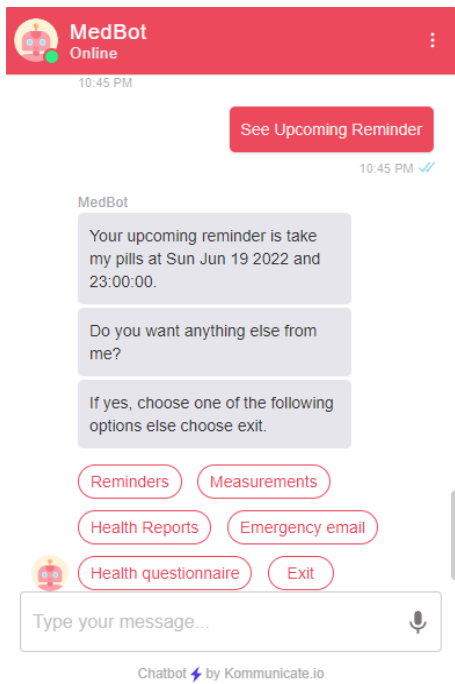 MedBot
Online
10:45 PM
See Upcoming Reminder
10:45 PM
MedBot
Your upcoming reminder is take
my pills at Sun Jun 19 2022 and
23:00:00.
Do you want anything else from
me?
If yes, choose one of the following
options else choose exit.
Reminders Measurements
Health Reports Emergency email
Health questionnaire Exit
Type your message...
Chatbot by Kommunicate.io